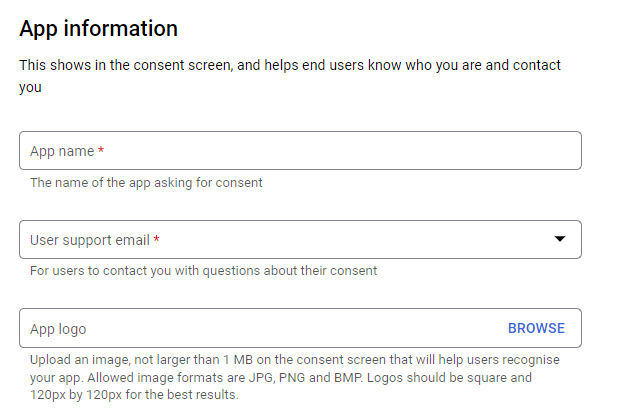 App information
This shows in the consent screen, and helps end users know who you are and contact
you
App name *
The name of the app asking for consent
User support email *
For users to contact you with questions about their consent
App logo BROWSE
Upload an image, not larger than 1 MB on the consent screen that will help users recognise
your app. Allowed image formats are JPG, PNG and BMP. Logos should be square and
120px by 120px for the best results.